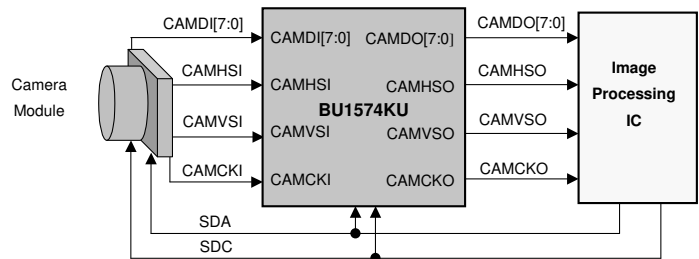 CAMDI[7:0]
CAMDO[7:0]
CAMDI[7:0]
CAMDO[7:0]
Camera
Module
CAMHSI
CAMHSI
CAMHSO
CAMHSO
BU1574KU
CAMVSI
CAMVSI
CAMVSO
CAMVSO
CAMCKI
CAMCKI
CAMCKO
CAMCKO
Image
Processing
IC
SDA
SDC